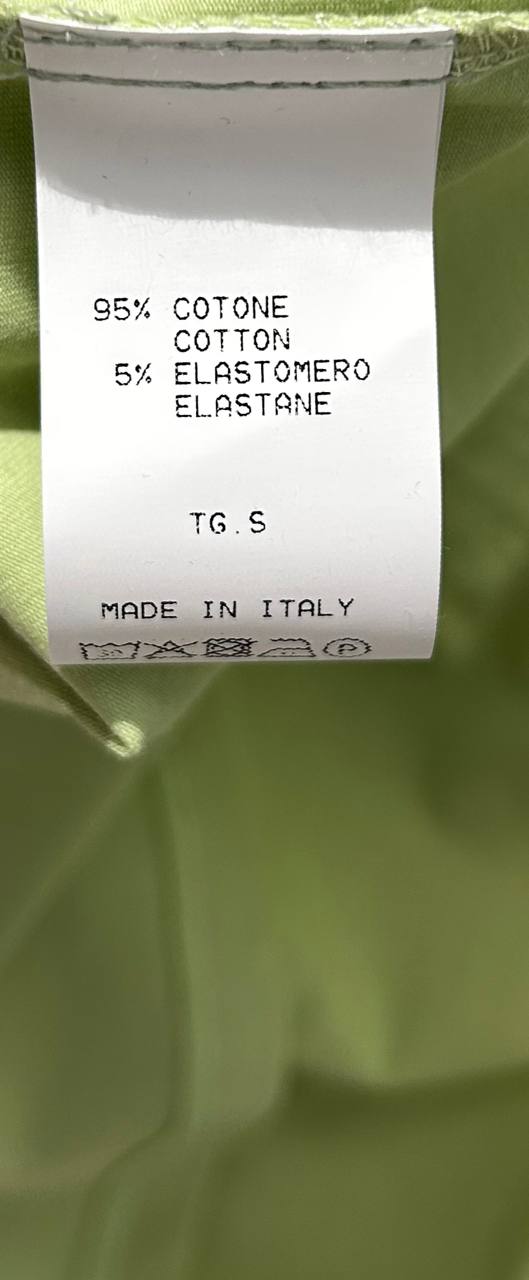 95% COTONE
COTTON
5% ELASTOMERO
ELASTANE
TG.S
MADE IN ITALY
P